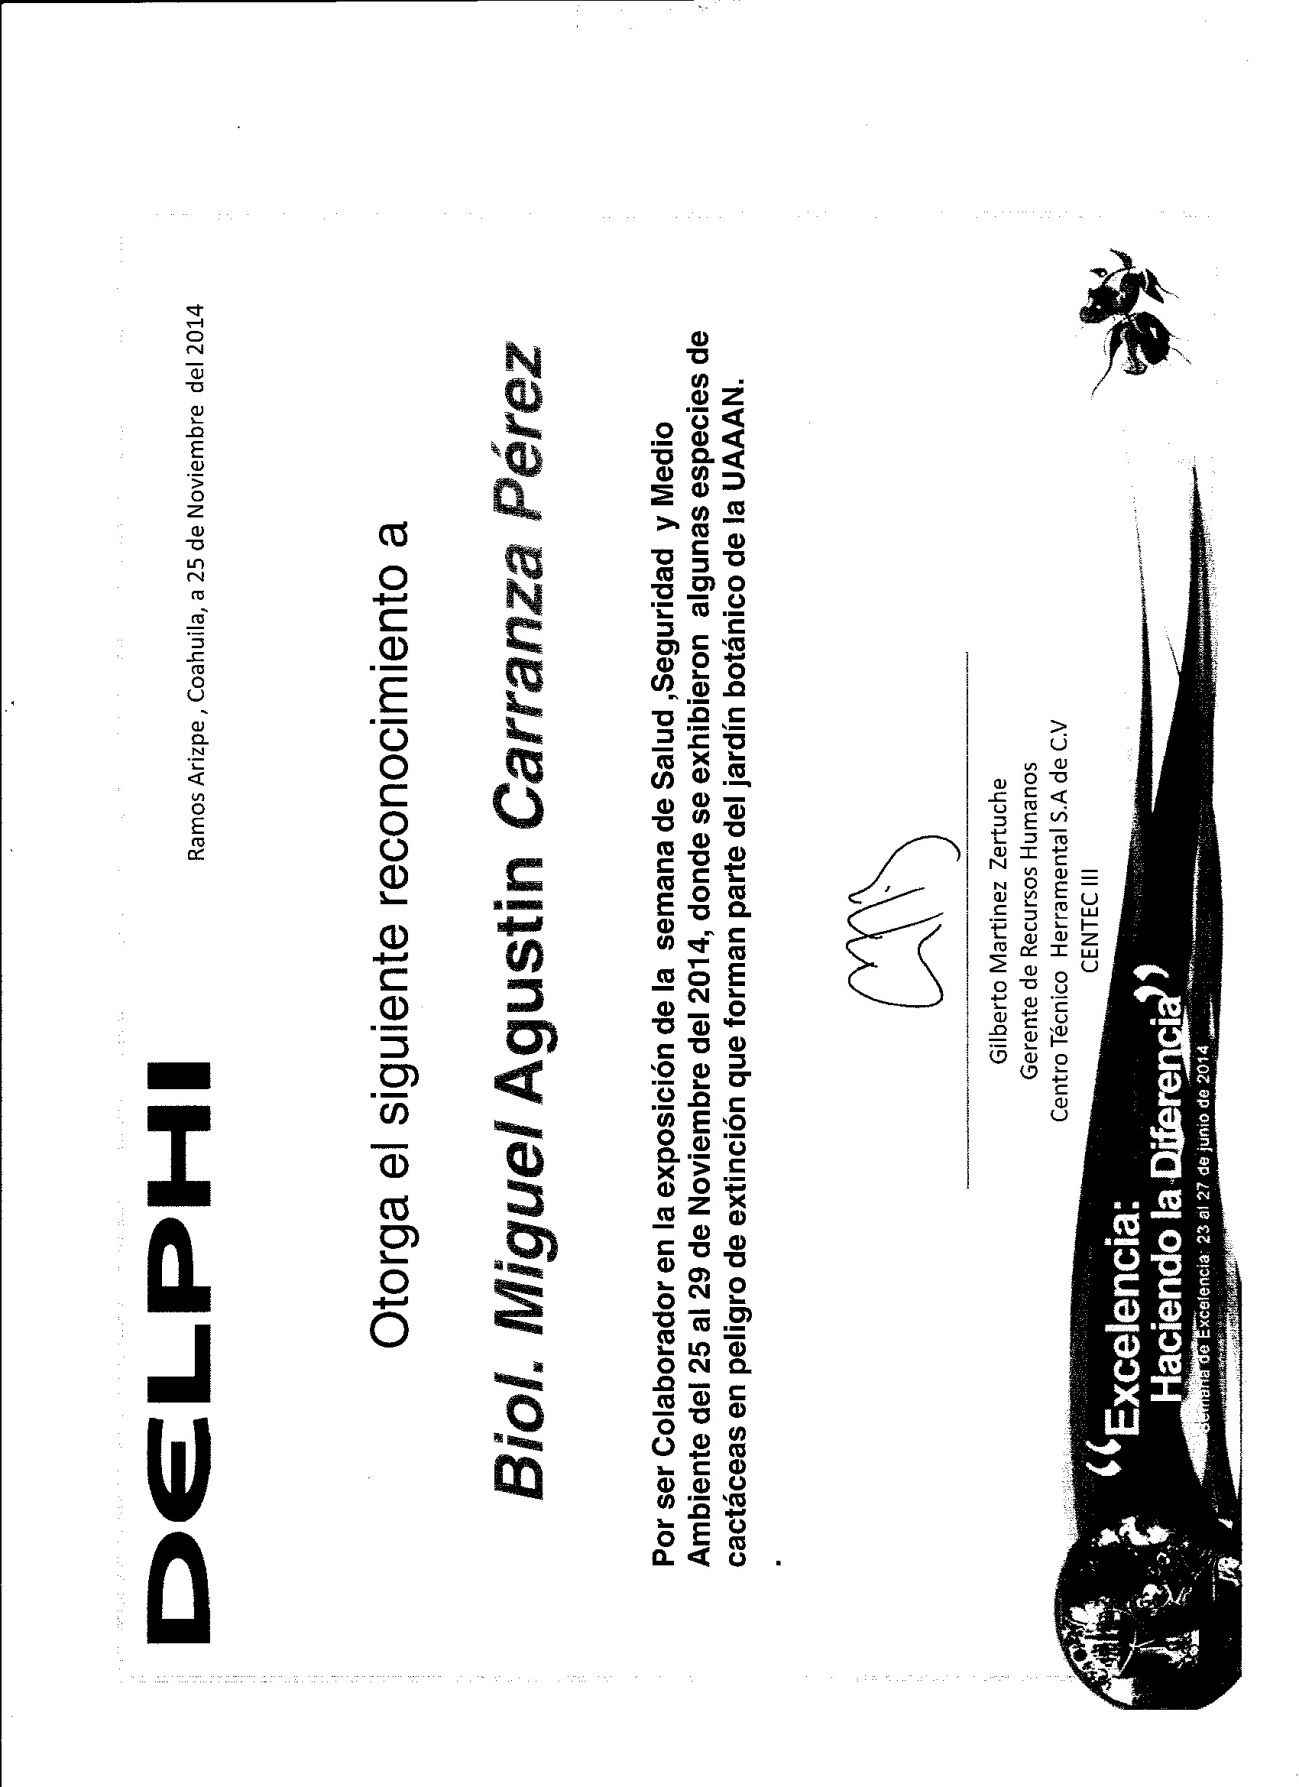 DELPHI
Ramos Arizpe , Coahuila, a 25 de Noviembre del 2014
Otorga el siguiente reconocimiento a
Biol. Miguel Agustin Carranza Pérez
Por ser Colaborador en la exposición de la semana de Salud ,Seguridad y Medio
Ambiente del 25 al 29 de Noviembre del 2014, donde se exhibieron algunas especies de
cactáceas en peligro de extinción que forman parte del jardín botánico de la UAAAN.
.
Gilberto Martinez Zertuche
Gerente de Recursos Humanos
Centro Técnico Herramental S.A de C.V
CENTEC III
“Excelencia:
Haciendo la Diferencia”
Semana de Excelencia: 23 al 27 de junio de 2014